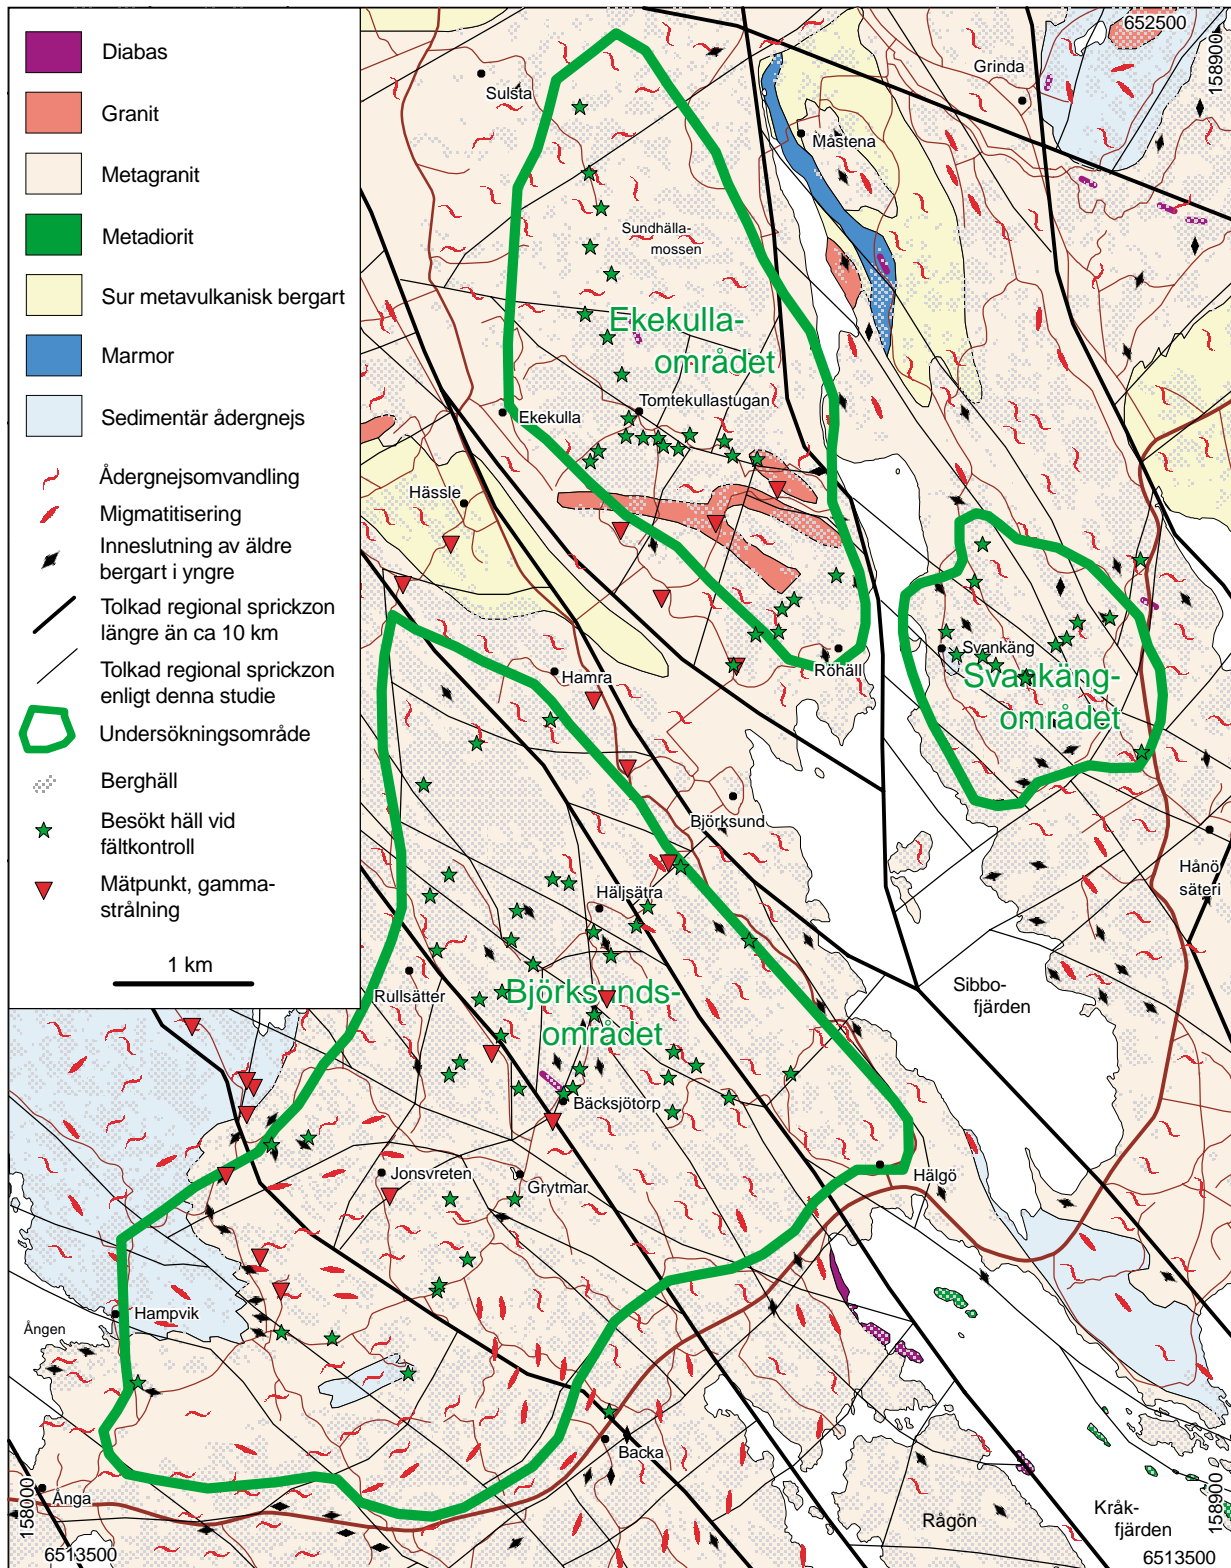 Diabas
Granit
Metagranit
Metadiorit
Sur metavulkanisk bergart
Marmor
Sedimentär ådergnejs
Ådergnejsomvandling
Migmatitisering
Inneslutning av äldre
bergart i yngre
Tolkad regional sprickzon
längre än ca 10 km
Tolkad regional sprickzon
enligt denna studie
Undersökningsområde
Berghäll
Besökt häll vid
fältkontroll
Mätpunkt, gamma-
strålning
1 km
652500
158900
Grinda
Sulsta
Måstena
Sundhälla-
mossen
Ekekulla-
området
Tomtekullastugan
Ekekulla
Hässle
Svankäng
Svankäng-
området
Röhäll
Hamra
Björksund
Hånö
säteri
Häljsätra
Rullsätter
Björksunds-
området
Sibbo-
fjärden
Bäcksjötorp
Jonsvreten
Grytmar
Hälgö
Hampvik
Ången
Backa
Ånga
158000
6513500
Rågön
Kråk-
fjärden
158900
6513500